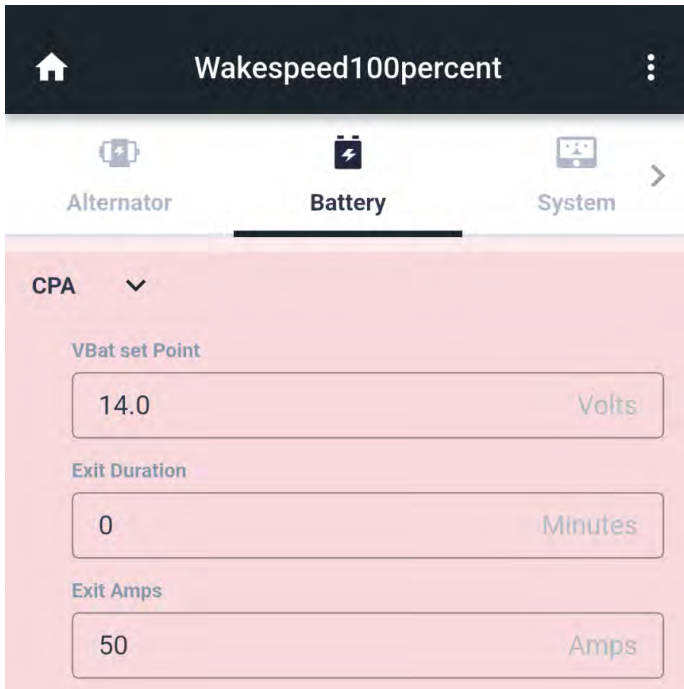 Wakespeed100percent
Alternator Battery System
CPA
VBat set Point
14.0 Volts
Exit Duration
0 Minutes
Exit Amps
50 Amps